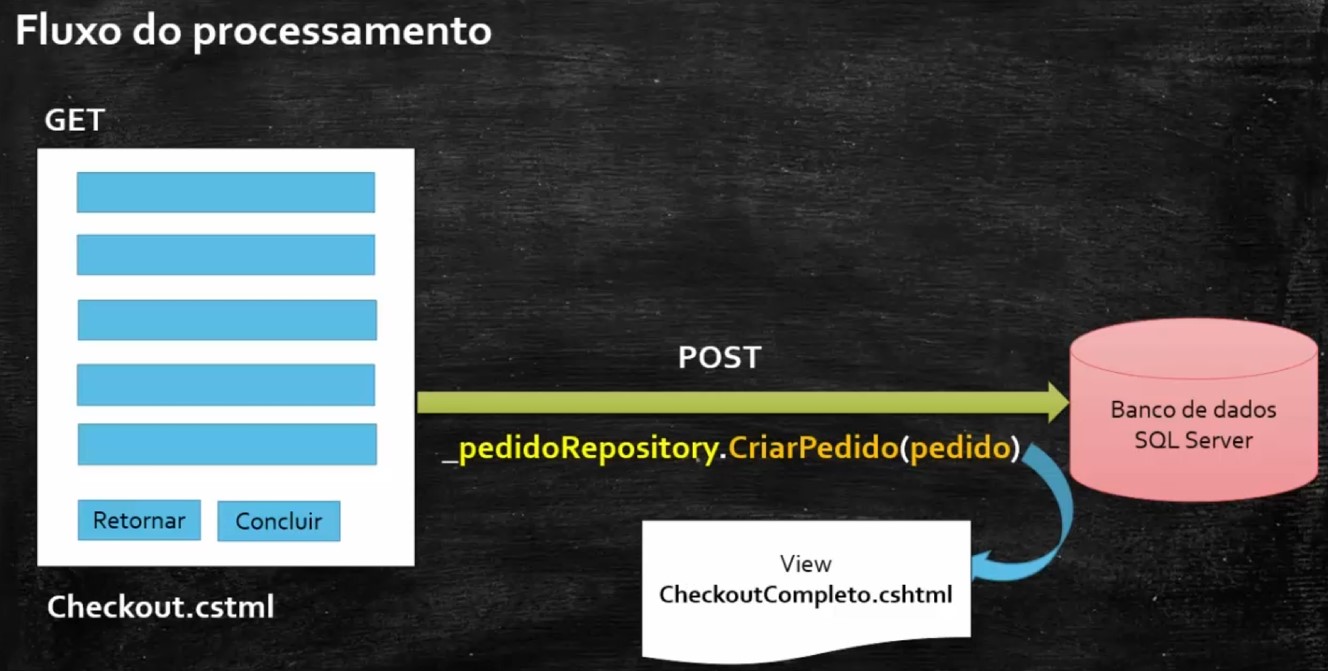 Fluxo do processamento
GET
Retornar
Concluir
Checkout.cstml
POST
_pedidoRepository.CriarPedido(pedido)
Banco de dados
SQL Server
View
CheckoutCompleto.cshtml